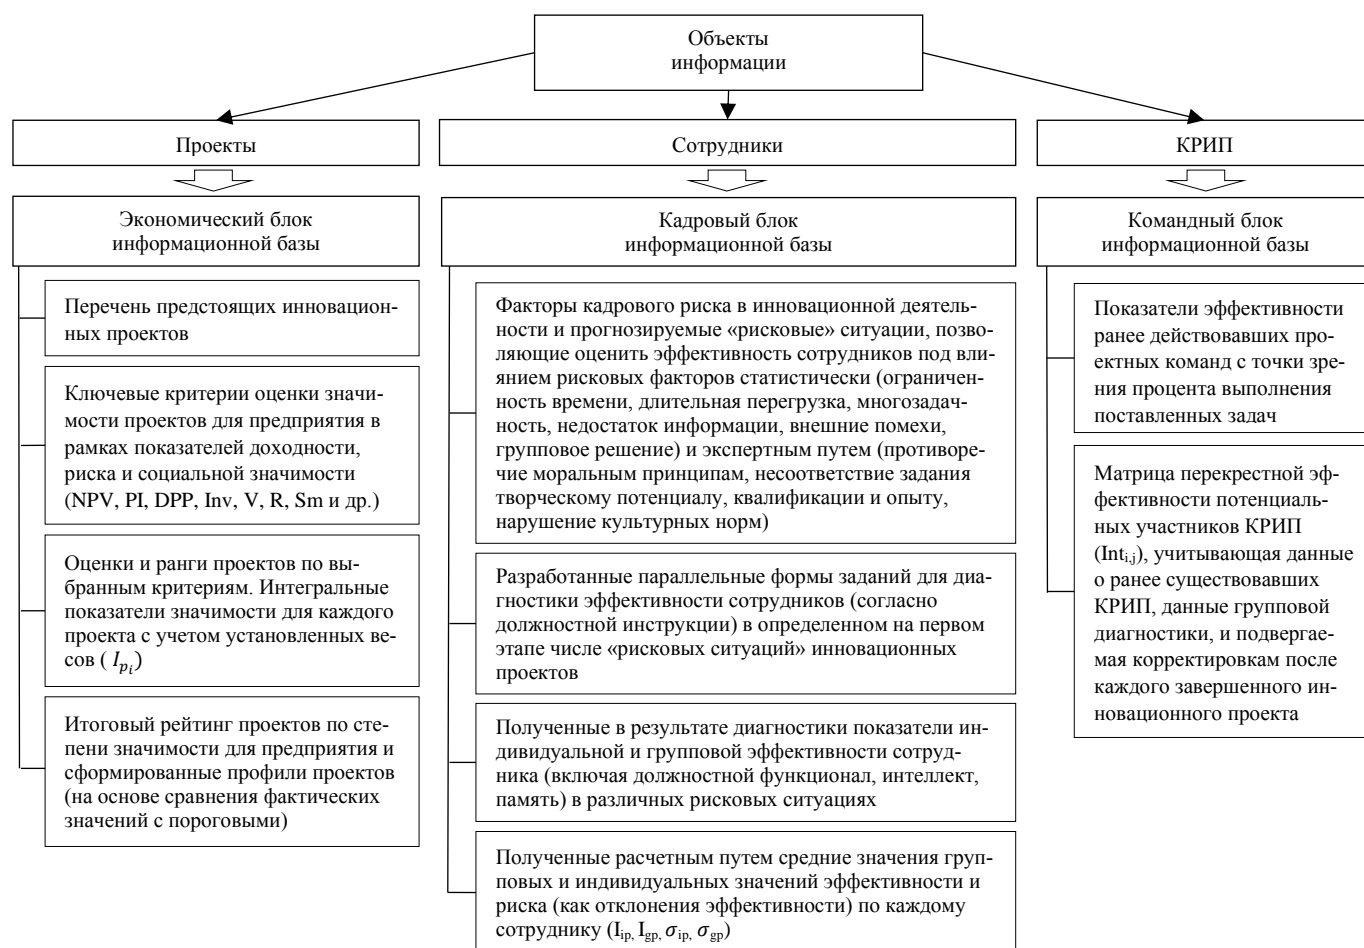 Объекты
информации
Проекты
Сотрудники
КРИП
Экономический блок
информационной базы
Кадровый блок
информационной базы
Командный блок
информационной базы
Перечень предстоящих инновацион-
ных проектов
Ключевые критерии оценки значи-
мости проектов для предприятия в
рамках показателей доходности,
риска и социальной значимости
(NPV, PI, DPP, Inv, V, R, Sm и др.)
Оценки и ранги проектов по вы-
бранным критериям. Интегральные
показатели значимости для каждого
проекта с учетом установленных ве-
сов ( I_{p_i})
Итоговый рейтинг проектов по сте-
пени значимости для предприятия и
сформированные профили проектов
(на основе сравнения фактических
значений с пороговыми)
Факторы кадрового риска в инновационной деятель-
ности и прогнозируемые «рисковые» ситуации, позво-
ляющие оценить эффективность сотрудников под вли-
янием рисковых факторов статистически (ограничен-
ность времени, длительная перегрузка, многозадач-
ность, недостаток информации, внешние помехи,
групповое решение) и экспертным путем (противоре-
чие моральным принципам, несоответствие задания
творческому потенциалу, квалификации и опыту,
нарушение культурных норм)
Разработанные параллельные формы заданий для диа-
гностики эффективности сотрудников (согласно
должностной инструкции) в определенном на первом
этапе числе «рисковых ситуаций» инновационных
проектов
Полученные в результате диагностики показатели ин-
дивидуальной и групповой эффективности сотруд-
ника (включая должностной функционал, интеллект,
память) в различных рисковых ситуациях
Полученные расчетным путем средние значения груп-
повых и индивидуальных значений эффективности и
риска (как отклонения эффективности) по каждому
сотруднику (I_{ip}, I_{gp}, σ_{ip}, σ_{gp})
Показатели эффективности
ранее действовавших про-
ектных команд с точки зре-
ния процента выполнения
поставленных задач
Матрица перекрестной эф-
фективности потенциаль-
ных участников КРИП
(Int_{i,j}), учитывающая данные
о ранее существовавших
КРИП, данные групповой
диагностики, и подвергае-
мая корректировкам после
каждого завершенного ин-
новационного проекта